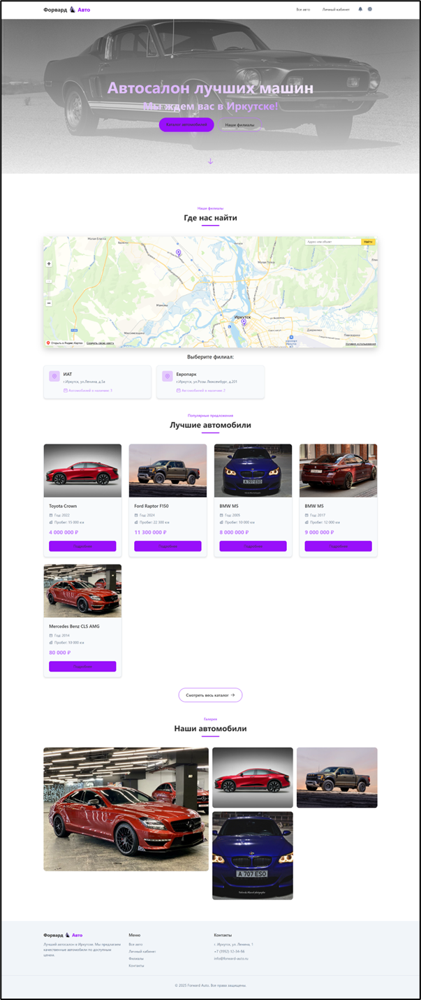 Форвард Авто
Все авто
Личный кабинет
Автосалон лучших машин
Мы ждем вас в Иркутске!
Каталог автомобилей
Наши филиалы
Наши филиалы
Где нас найти
Адрес или объект
Найти
Иркутск
Открыть в Яндекс Картах
Создать свою карту
Условия использования
Выберите филиал:
ИАТ
г.Иркутск, ул.Ленина, д.5а
Автомобилей в наличии: 3
Европарк
г.Иркутск, ул.Розы Люксембург, д.201
Автомобилей в наличии: 2
Популярные предложения
Лучшие автомобили
Toyota Crown
Год: 2022
Пробег: 15 000 км
4 000 000 ₽
Подробнее
Ford Raptor F150
Год: 2024
Пробег: 22 300 км
11 300 000 ₽
Подробнее
BMW M5
Год: 2005
Пробег: 10 000 км
8 000 000 ₽
Подробнее
BMW M5
Год: 2017
Пробег: 12 000 км
9 000 000 ₽
Подробнее
Mercedes Benz CLS AMG
Год: 2014
Пробег: 10 000 км
80 000 ₽
Подробнее
Смотреть весь каталог →
Галерея
Наши автомобили
A 707 ESO
Форвард Авто
Лучший автосалон в Иркутске. Мы предлагаем
качественные автомобили по доступным
ценам.
Меню
Все авто
Личный кабинет
Филиалы
Контакты
Контакты
г. Иркутск, ул. Ленина, 1
+7 (3952) 12-34-56
info@forward-auto.ru
© 2025 Forward Auto. Все права защищены.